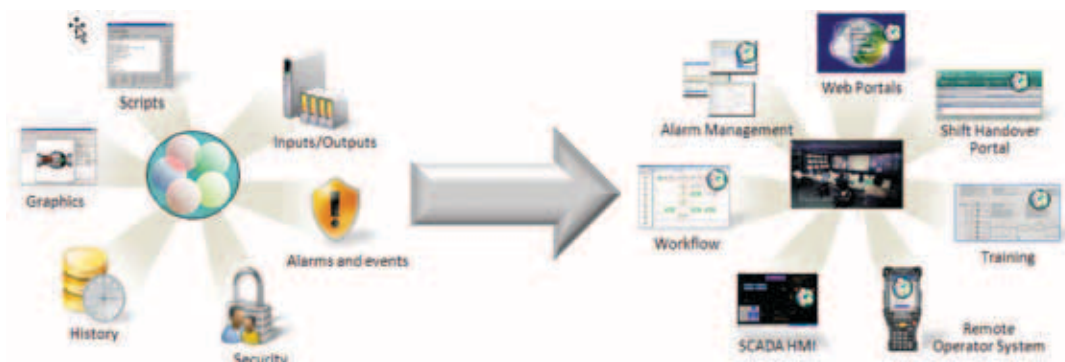 Scripts
Inputs/Outputs
Graphics
Alarms and events
History
Security
Web Portals
Alarm Management
Shift Handover
Portal
Workflow
Training
SCADA HMI
Remote
Operator System